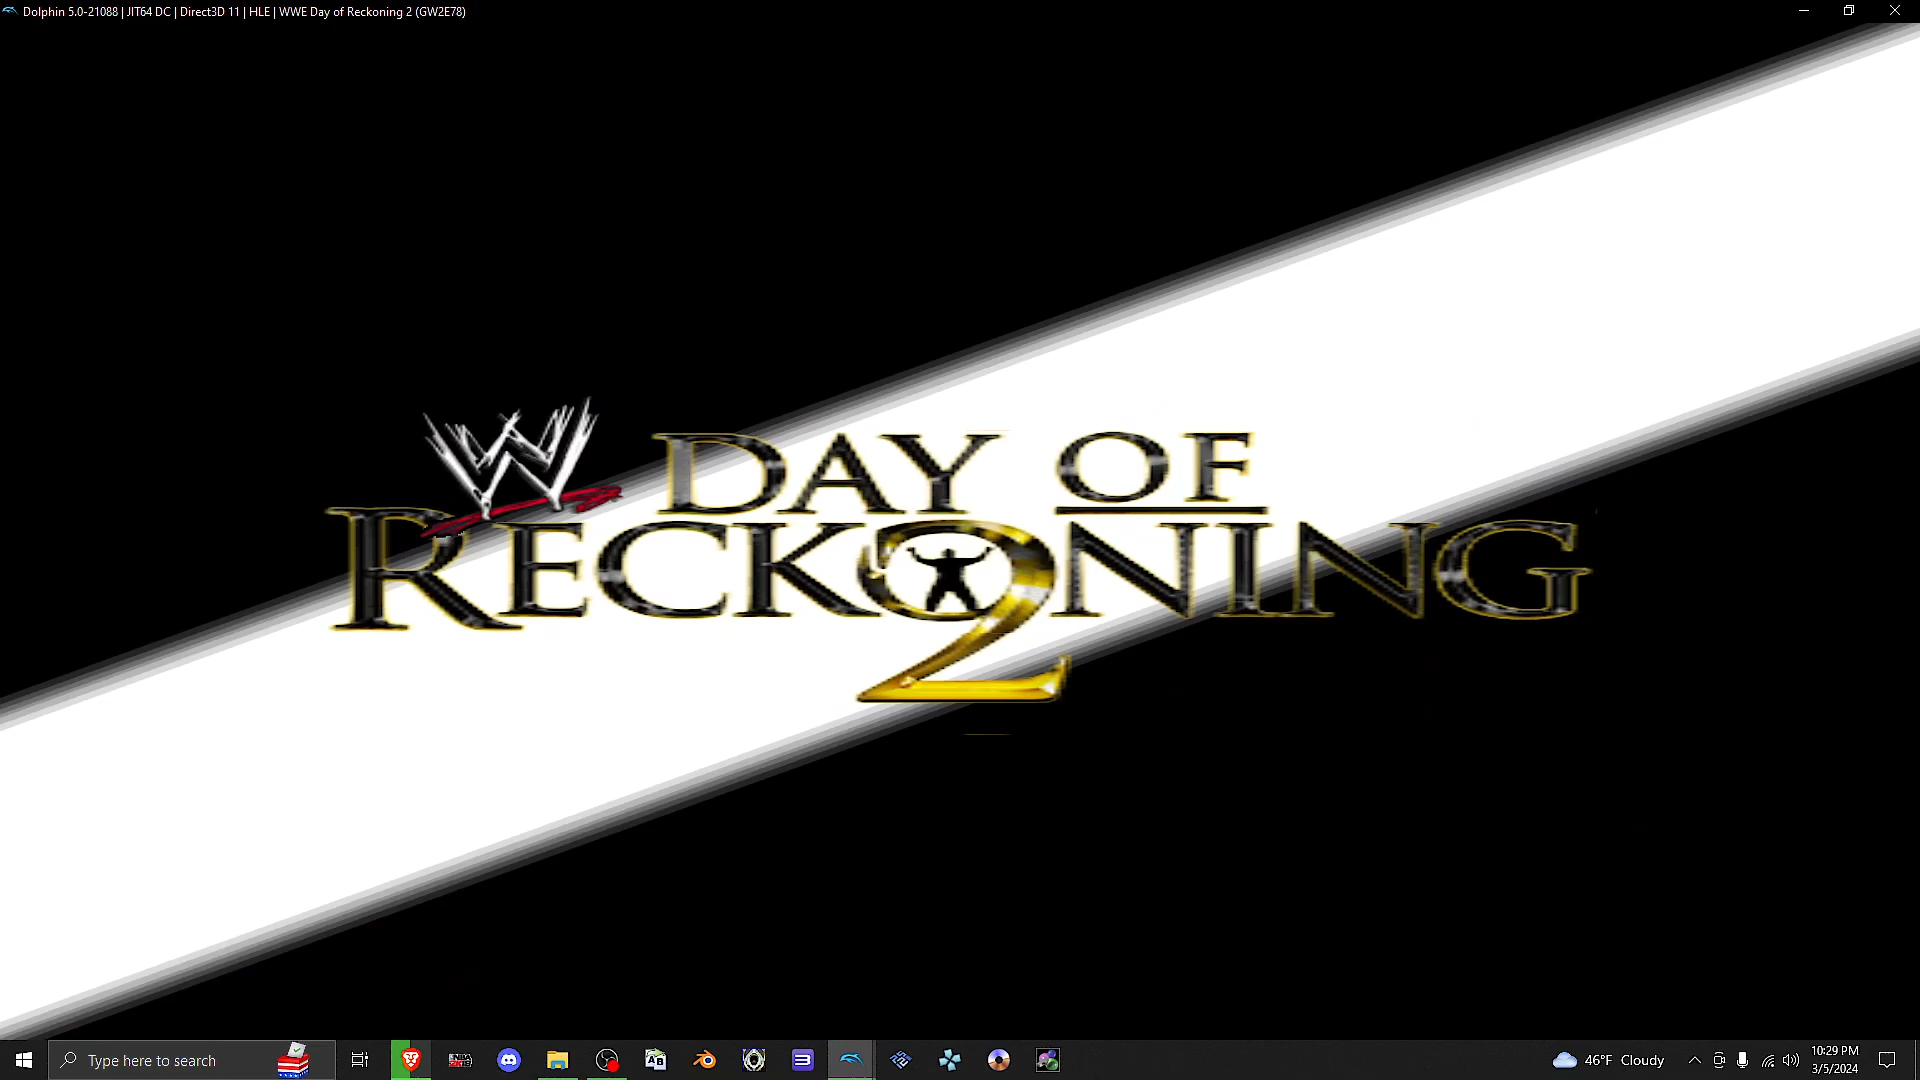 Dolphin 5.0-21088 | JIT64 DC | Direct3D 11 | HLE | WWE Day of Reckoning 2 (GW2E78)
W
DAY OF
RECKONING
2
Type here to search
46°F Cloudy
10:29 PM
3/5/2024